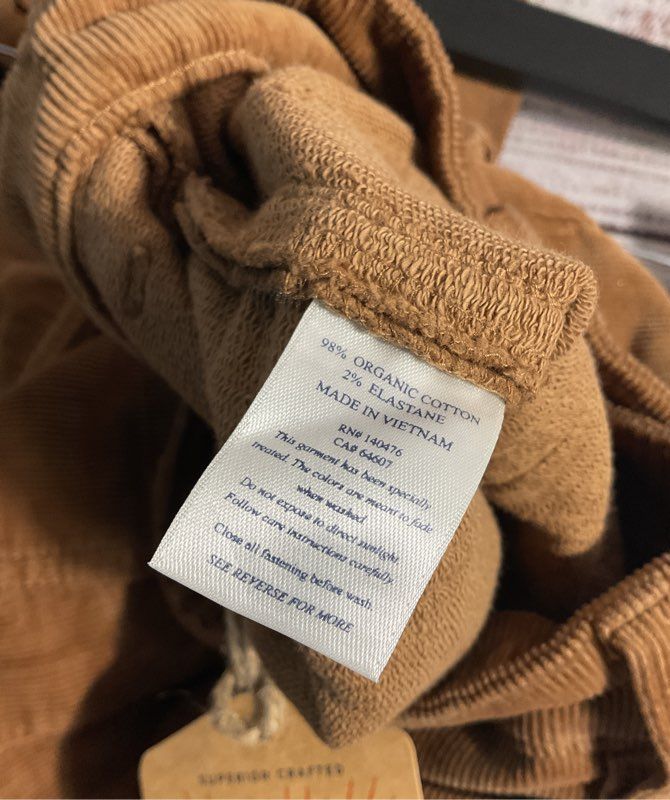 98% ORGANIC COTTON
2% ELASTANE
MADE IN VIETNAM
RN# 140476
CA# 64607
This garment has been specially
treated. The colors are meant to fade
when washed.
Do not expose to direct sunlight
Follow care instructions carefully
Close all fastening before wash.
SEE REVERSE FOR MORE
SUPERIOR CRAFTED